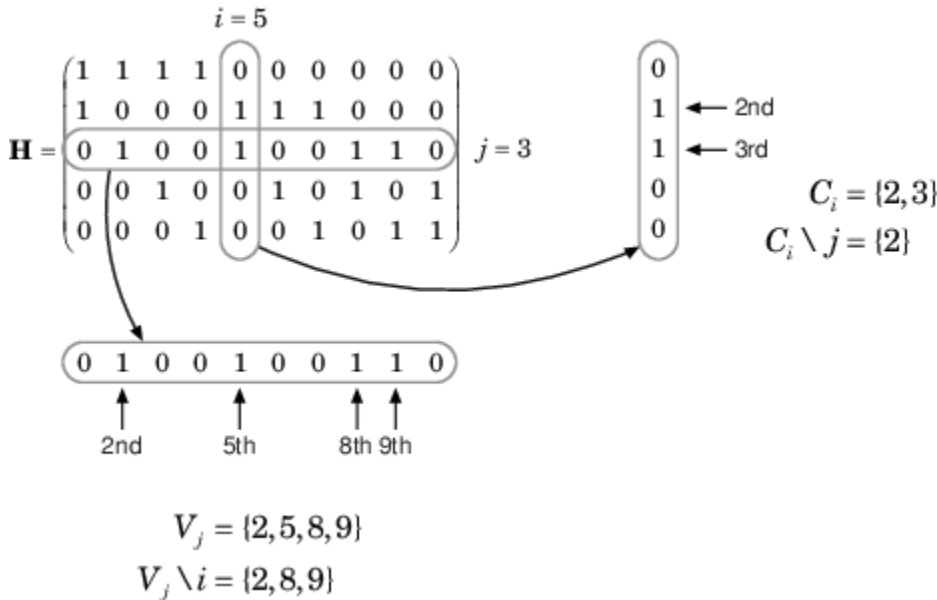 i = 5
1 1 1 1 0 0 0 0 0 0
1 0 0 0 1 1 1 0 0 0
H = 0 1 0 0 1 0 0 1 1 0 j = 3
0 0 1 0 0 1 0 1 0 1
0 0 0 1 0 0 1 0 1 1
0
1 2nd
1 3rd
0
0
C_i = {2,3}
C_i \ j = {2}
0 1 0 0 1 0 0 1 1 0
2nd 5th 8th 9th
V_j = {2,5,8,9}
V_j \ i = {2,8,9}